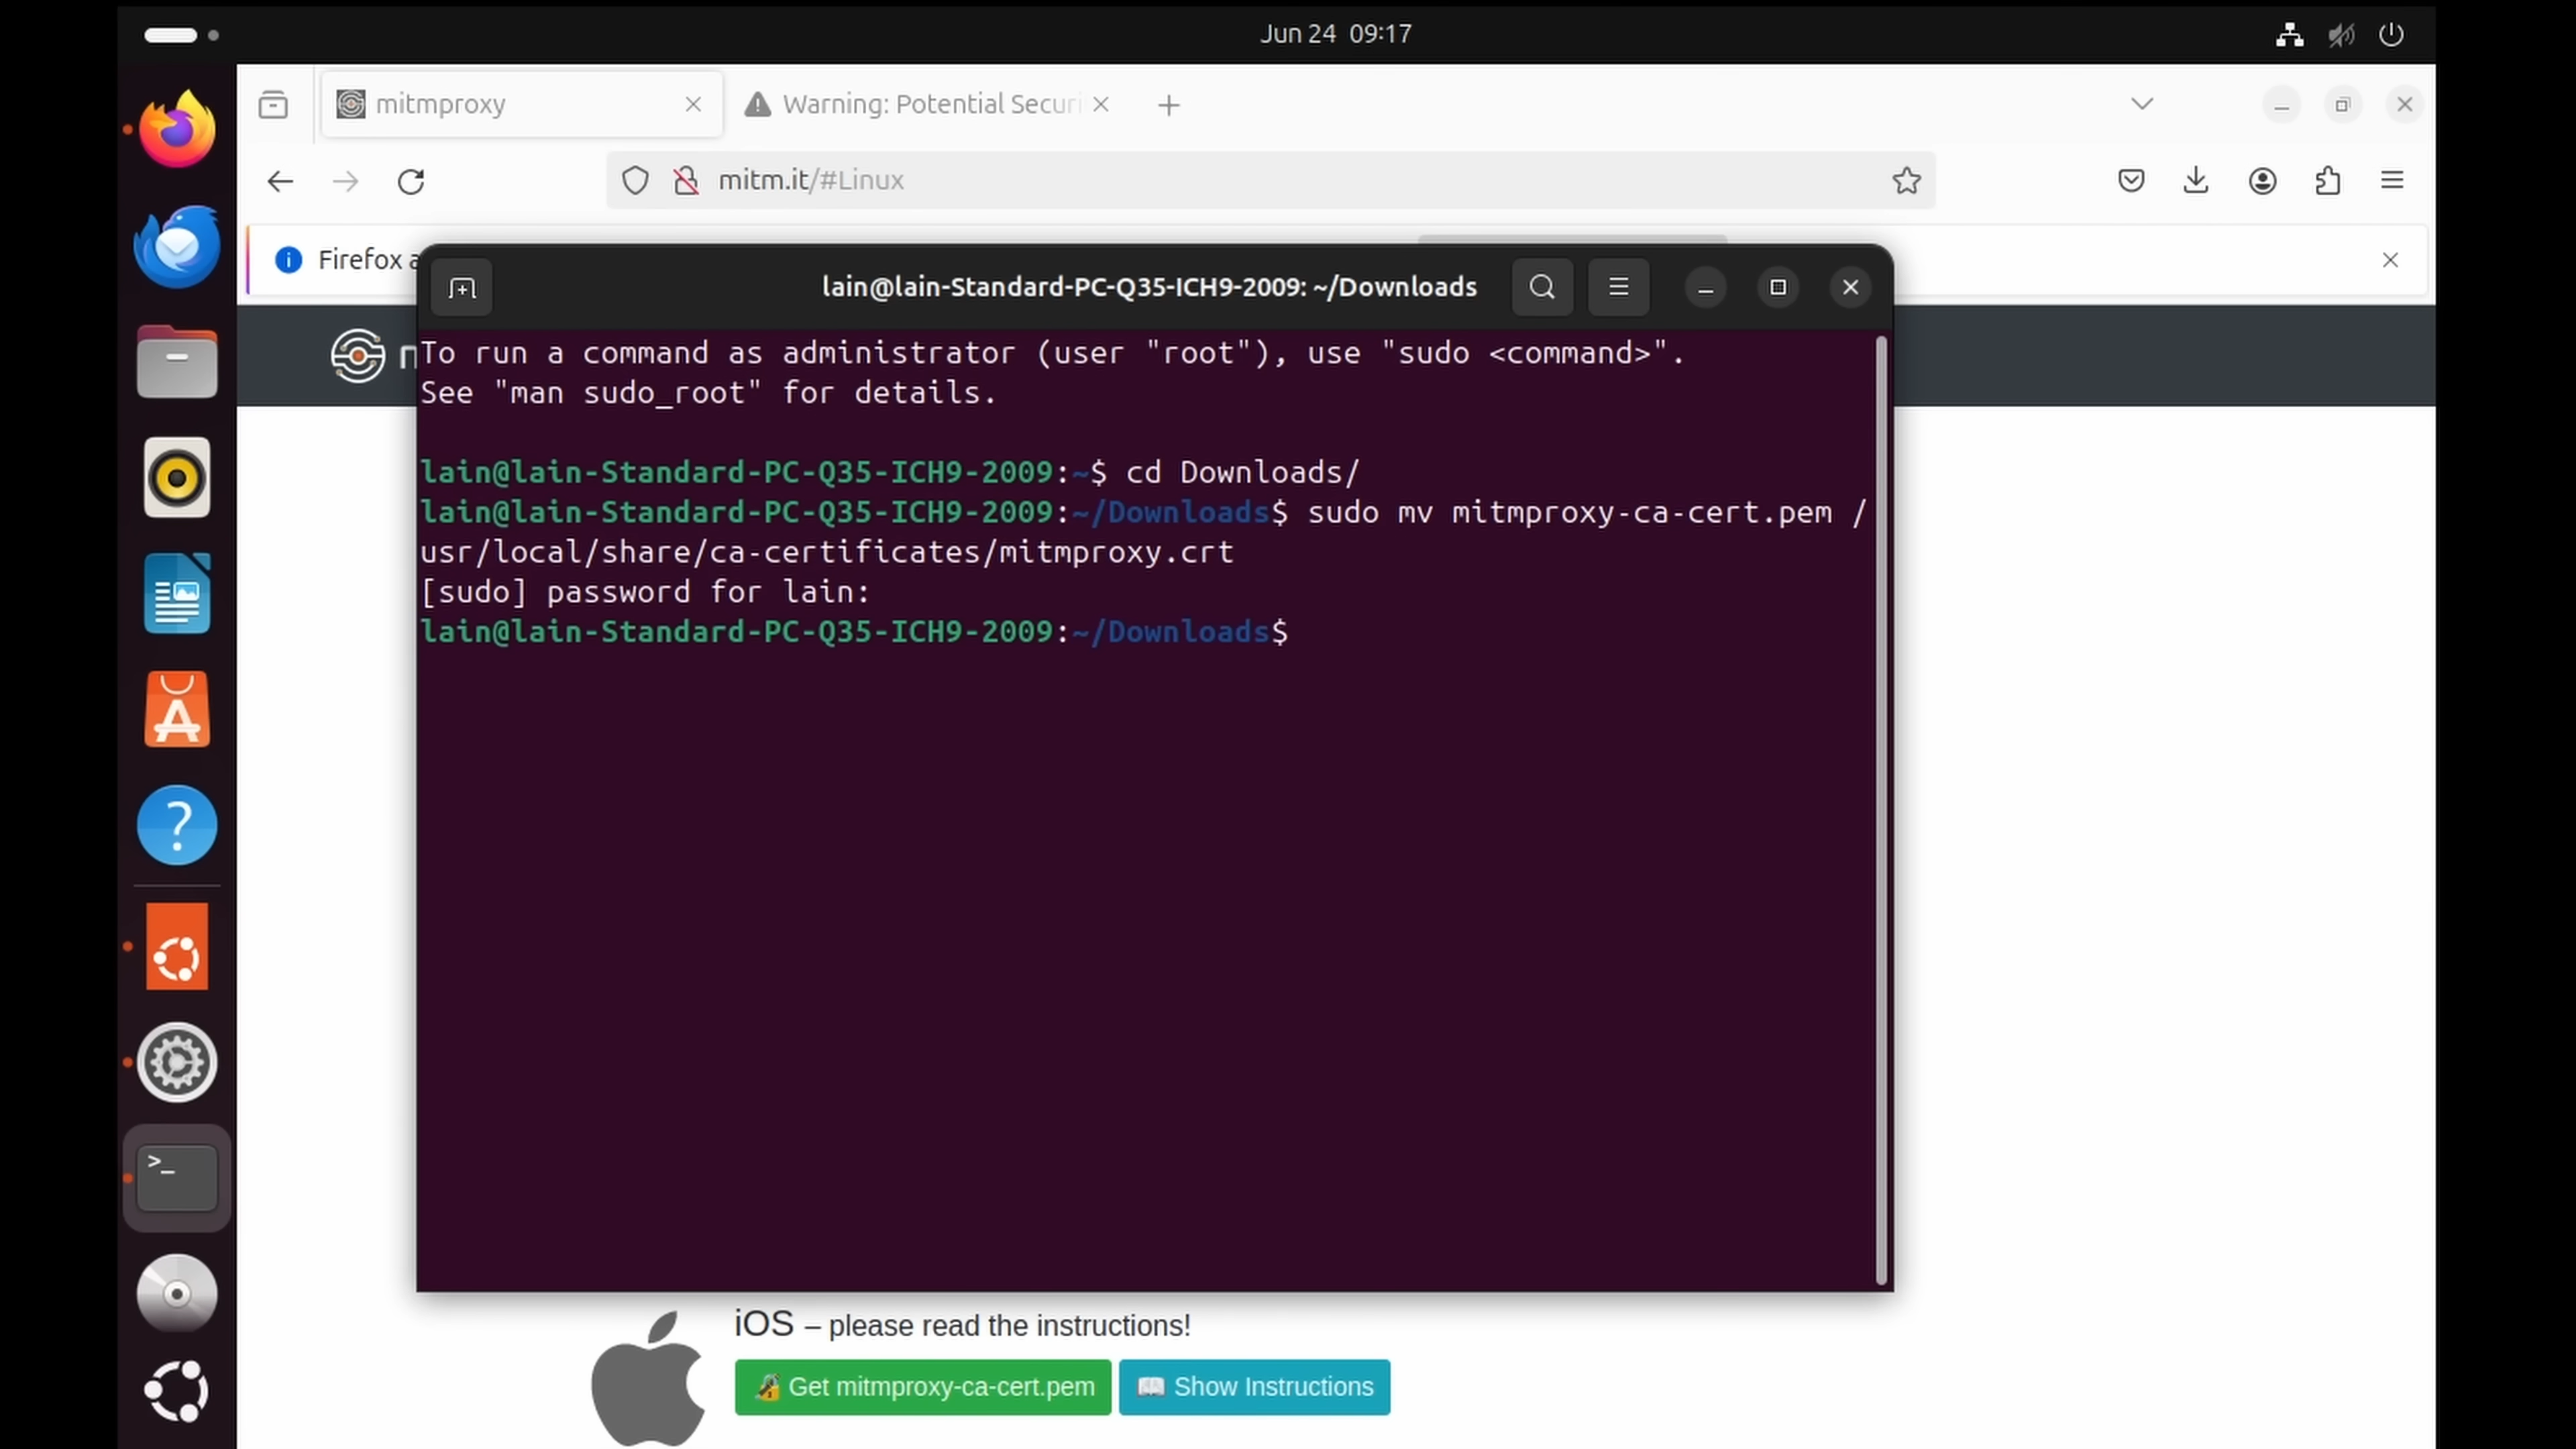 Jun 24 09:17
mitmproxy
Warning: Potential Securi
mitm.it/#Linux
Firefox a
lain@lain-Standard-PC-Q35-ICH9-2009: ~/Downloads
To run a command as administrator (user "root"), use "sudo <command>".
See "man sudo_root" for details.
lain@lain-Standard-PC-Q35-ICH9-2009:~$ cd Downloads/
lain@lain-Standard-PC-Q35-ICH9-2009:~/Downloads$ sudo mv mitmproxy-ca-cert.pem /
usr/local/share/ca-certificates/mitmproxy.crt
[sudo] password for lain:
lain@lain-Standard-PC-Q35-ICH9-2009:~/Downloads$
iOS – please read the instructions!
Get mitmproxy-ca-cert.pem
Show Instructions